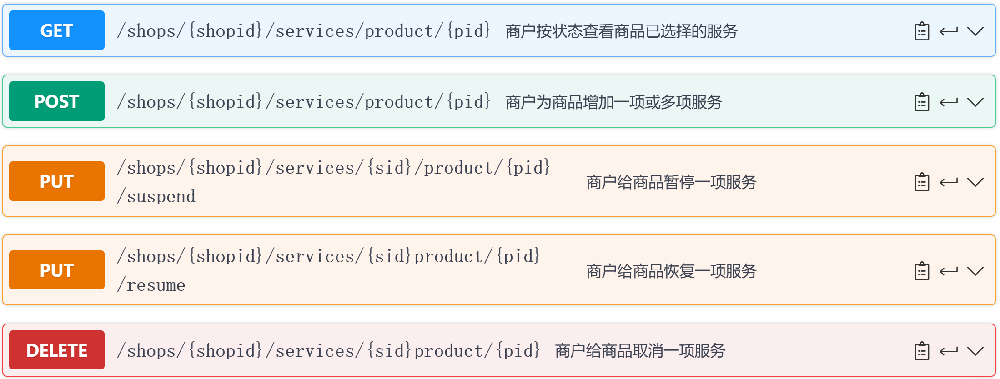 GET /shops/{shopid}/services/product/{pid} 商户按状态查看商品已选择的服务
POST /shops/{shopid}/services/product/{pid} 商户为商品增加一项或多项服务
PUT /shops/{shopid}/services/{sid}/product/{pid}
/suspend 商户给商品暂停一项服务
PUT /shops/{shopid}/services/{sid}product/{pid}
/resume 商户给商品恢复一项服务
DELETE /shops/{shopid}/services/{sid}product/{pid} 商户给商品取消一项服务